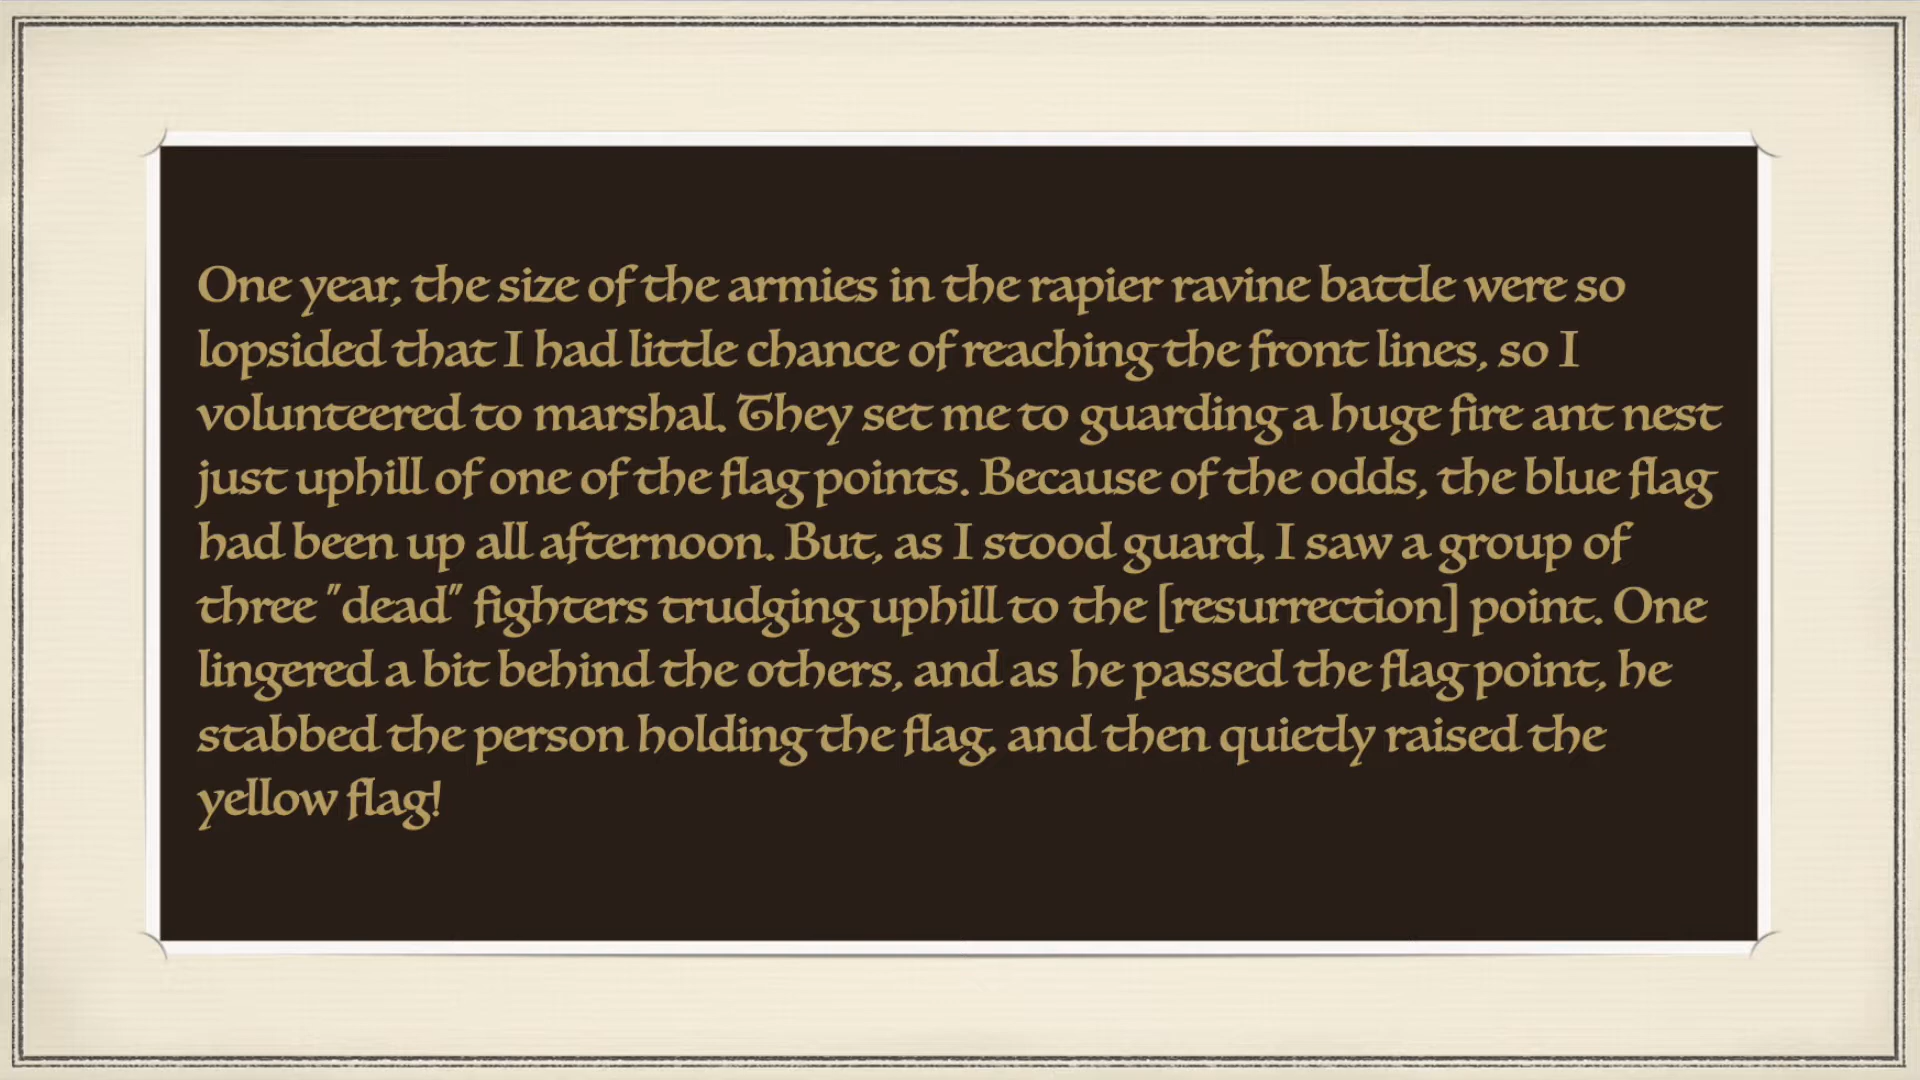 One year, the size of the armies in the rapier ravine battle were so
lopsided that I had little chance of reaching the front lines, so I
volunteered to marshal. They set me to guarding a huge fire ant nest
just uphill of one of the flag points. Because of the odds, the blue flag
had been up all afternoon. But, as I stood guard, I saw a group of
three "dead" fighters trudging uphill to the [resurrection] point. One
lingered a bit behind the others, and as he passed the flag point, he
stabbed the person holding the flag, and then quietly raised the
yellow flag!